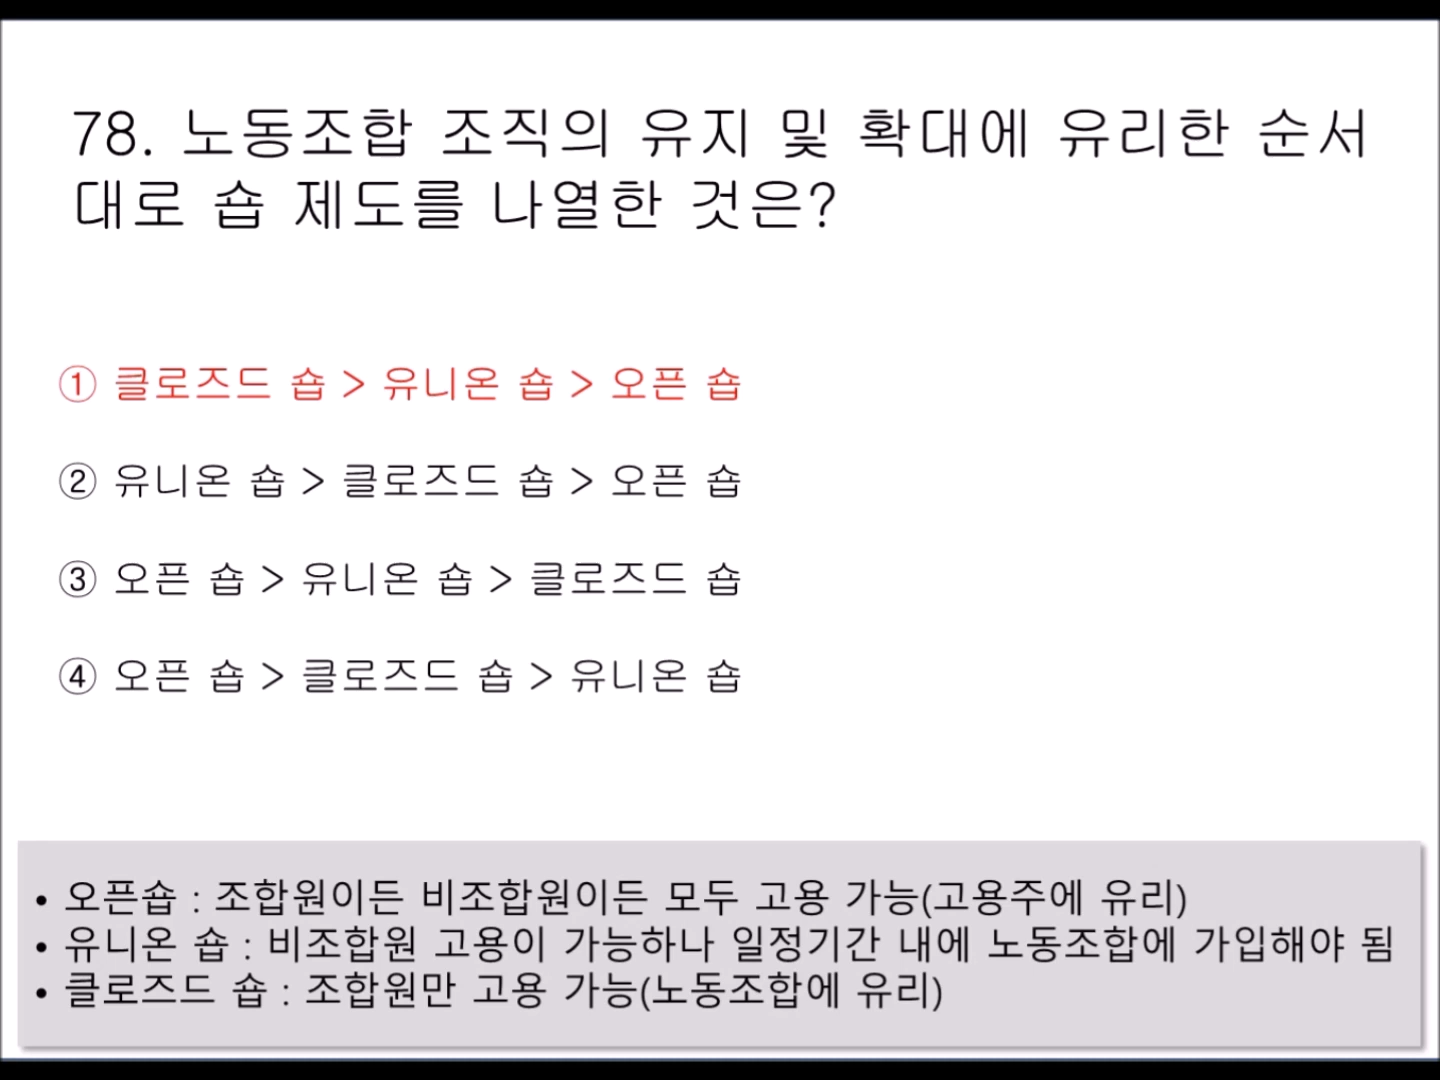 78. 노동조합 조직의 유지 및 확대에 유리한 순서
대로 숍 제도를 나열한 것은?
① 클로즈드 숍 > 유니온 숍 > 오픈 숍
② 유니온 숍 > 클로즈드 숍 > 오픈 숍
③ 오픈 숍 > 유니온 숍 > 클로즈드 숍
④ 오픈 숍 > 클로즈드 숍 > 유니온 숍
• 오픈숍 : 조합원이든 비조합원이든 모두 고용 가능(고용주에 유리)
• 유니온 숍 : 비조합원 고용이 가능하나 일정기간 내에 노동조합에 가입해야 됨
• 클로즈드 숍 : 조합원만 고용 가능(노동조합에 유리)